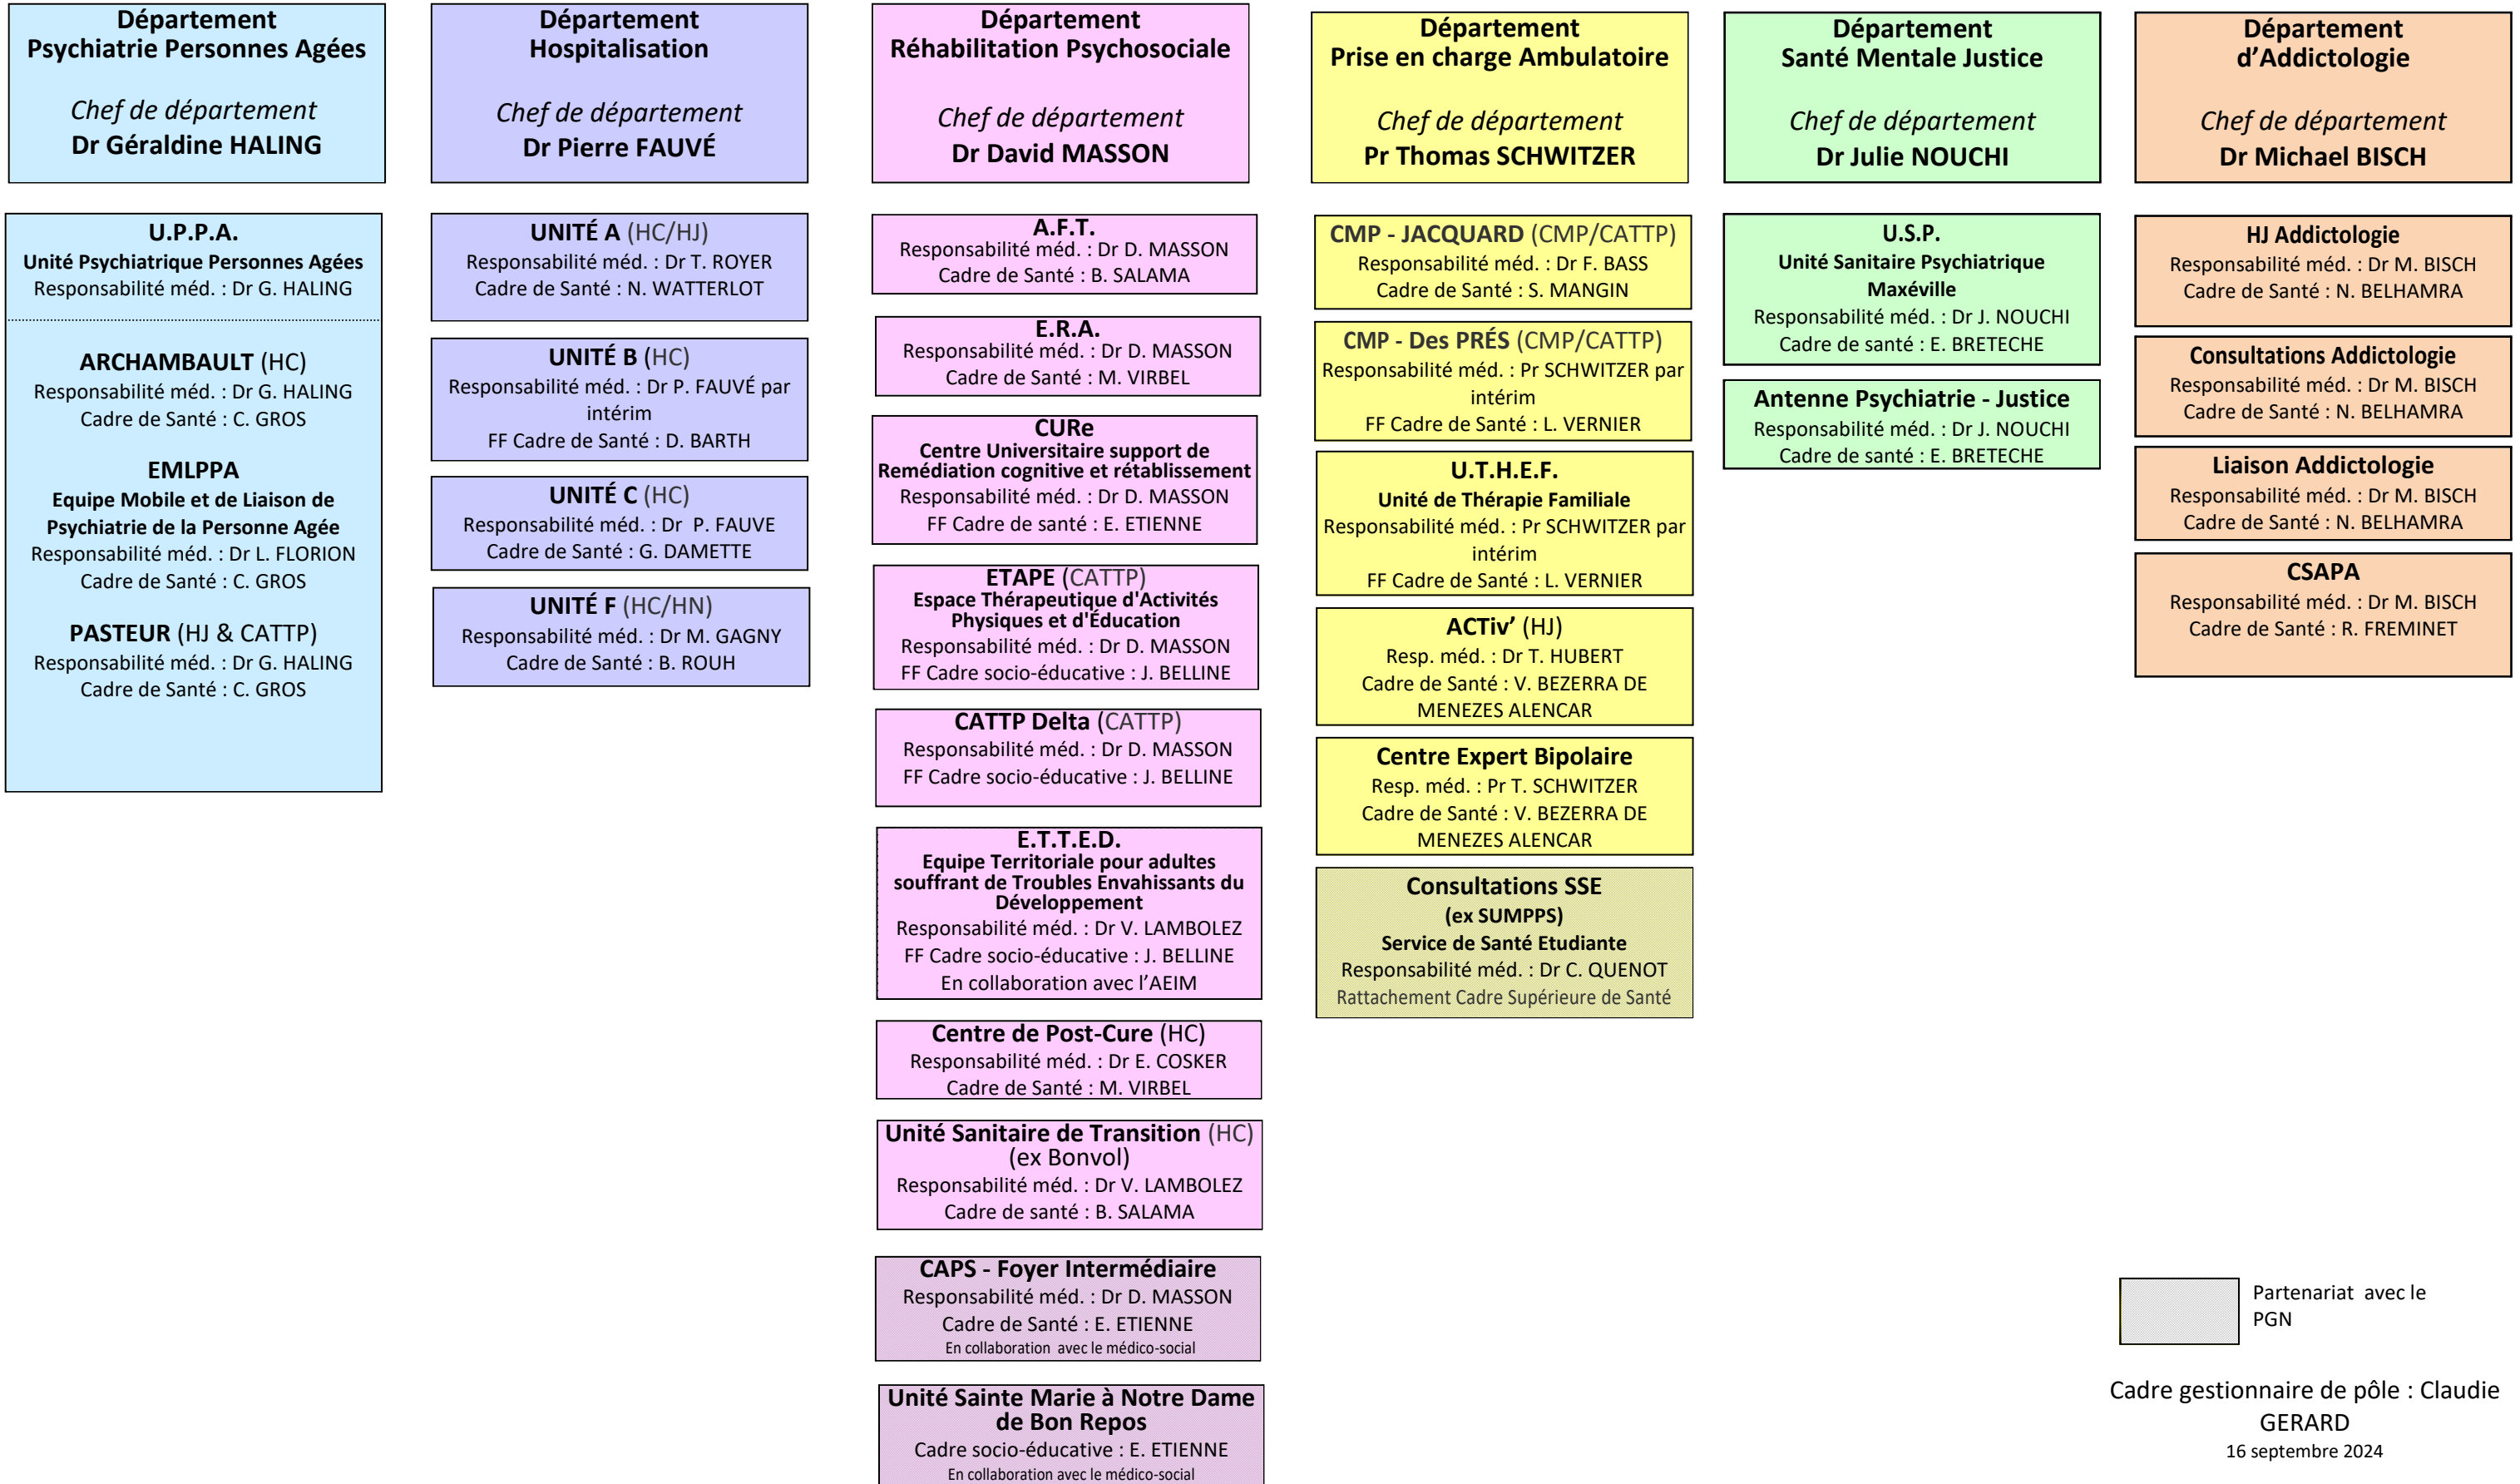 Département
Psychiatrie Personnes Agées
Chef de département
Dr Géraldine HALING
U.P.P.A.
Unité Psychiatrique Personnes Agées
Responsabilité méd. : Dr G. HALING
ARCHAMBAULT (HC)
Responsabilité méd. : Dr G. HALING
Cadre de Santé : C. GROS
EMLPPA
Equipe Mobile et de Liaison de
Psychiatrie de la Personne Agée
Responsabilité méd. : Dr L. FLORION
Cadre de Santé : C. GROS
PASTEUR (HJ & CATTP)
Responsabilité méd. : Dr G. HALING
Cadre de Santé : C. GROS
Département
Hospitalisation
Chef de département
Dr Pierre FAUVÉ
UNITÉ A (HC/HJ)
Responsabilité méd. : Dr T. ROYER
Cadre de Santé : N. WATTERLOT
UNITÉ B (HC)
Responsabilité méd. : Dr P. FAUVÉ par
intérim
FF Cadre de Santé : D. BARTH
UNITÉ C (HC)
Responsabilité méd. : Dr  P. FAUVE
Cadre de Santé : G. DAMETTE
UNITÉ F (HC/HN)
Responsabilité méd. : Dr M. GAGNY
Cadre de Santé : B. ROUH
Département
Réhabilitation Psychosociale
Chef de département
Dr David MASSON
A.F.T.
Responsabilité méd. : Dr D. MASSON
Cadre de Santé : B. SALAMA
E.R.A.
Responsabilité méd. : Dr D. MASSON
Cadre de Santé : M. VIRBEL
CURe
Centre Universitaire support de
Remédiation cognitive et rétablissement
Responsabilité méd. : Dr D. MASSON
FF Cadre de santé : E. ETIENNE
ETAPE (CATTP)
Espace Thérapeutique d'Activités
Physiques et d'Éducation
Responsabilité méd. : Dr D. MASSON
FF Cadre socio-éducative : J. BELLINE
CATTP Delta (CATTP)
Responsabilité méd. : Dr D. MASSON
FF Cadre socio-éducative : J. BELLINE
E.T.T.E.D.
Equipe Territoriale pour adultes
souffrant de Troubles Envahissants du
Développement
Responsabilité méd. : Dr V. LAMBOLEZ
FF Cadre socio-éducative : J. BELLINE
En collaboration avec l’AEIM
Centre de Post-Cure (HC)
Responsabilité méd. : Dr E. COSKER
Cadre de Santé : M. VIRBEL
Unité Sanitaire de Transition (HC)
(ex Bonvol)
Responsabilité méd. : Dr V. LAMBOLEZ
Cadre de santé : B. SALAMA
CAPS - Foyer Intermédiaire
Responsabilité méd. : Dr D. MASSON
Cadre de Santé : E. ETIENNE
En collaboration  avec le médico-social
Unité Sainte Marie à Notre Dame
de Bon Repos
Cadre socio-éducative : E. ETIENNE
En collaboration avec le médico-social
Département
Prise en charge Ambulatoire
Chef de département
Pr Thomas SCHWITZER
CMP - JACQUARD (CMP/CATTP)
Responsabilité méd. : Dr F. BASS
Cadre de Santé : S. MANGIN
CMP - Des PRÉS (CMP/CATTP)
Responsabilité méd. : Pr SCHWITZER par
intérim
FF Cadre de Santé : L. VERNIER
U.T.H.E.F.
Unité de Thérapie Familiale
Responsabilité méd. : Pr SCHWITZER par
intérim
FF Cadre de Santé : L. VERNIER
ACTiv’ (HJ)
Resp. méd. : Dr T. HUBERT
Cadre de Santé : V. BEZERRA DE
MENEZES ALENCAR
Centre Expert Bipolaire
Resp. méd. : Pr T. SCHWITZER
Cadre de Santé : V. BEZERRA DE
MENEZES ALENCAR
Consultations SSE
(ex SUMPPS)
Service de Santé Etudiante
Responsabilité méd. : Dr C. QUENOT
Rattachement Cadre Supérieure de Santé
Département
Santé Mentale Justice
Chef de département
Dr Julie NOUCHI
U.S.P.
Unité Sanitaire Psychiatrique
Maxéville
Responsabilité méd. : Dr J. NOUCHI
Cadre de santé : E. BRETECHE
Antenne Psychiatrie - Justice
Responsabilité méd. : Dr J. NOUCHI
Cadre de santé : E. BRETECHE
Département
d’Addictologie
Chef de département
Dr Michael BISCH
HJ Addictologie
Responsabilité méd. : Dr M. BISCH
Cadre de Santé : N. BELHAMRA
Consultations Addictologie
Responsabilité méd. : Dr M. BISCH
Cadre de Santé : N. BELHAMRA
Liaison Addictologie
Responsabilité méd. : Dr M. BISCH
Cadre de Santé : N. BELHAMRA
CSAPA
Responsabilité méd. : Dr M. BISCH
Cadre de Santé : R. FREMINET
Partenariat  avec le
PGN
Cadre gestionnaire de pôle : Claudie
GERARD
16 septembre 2024